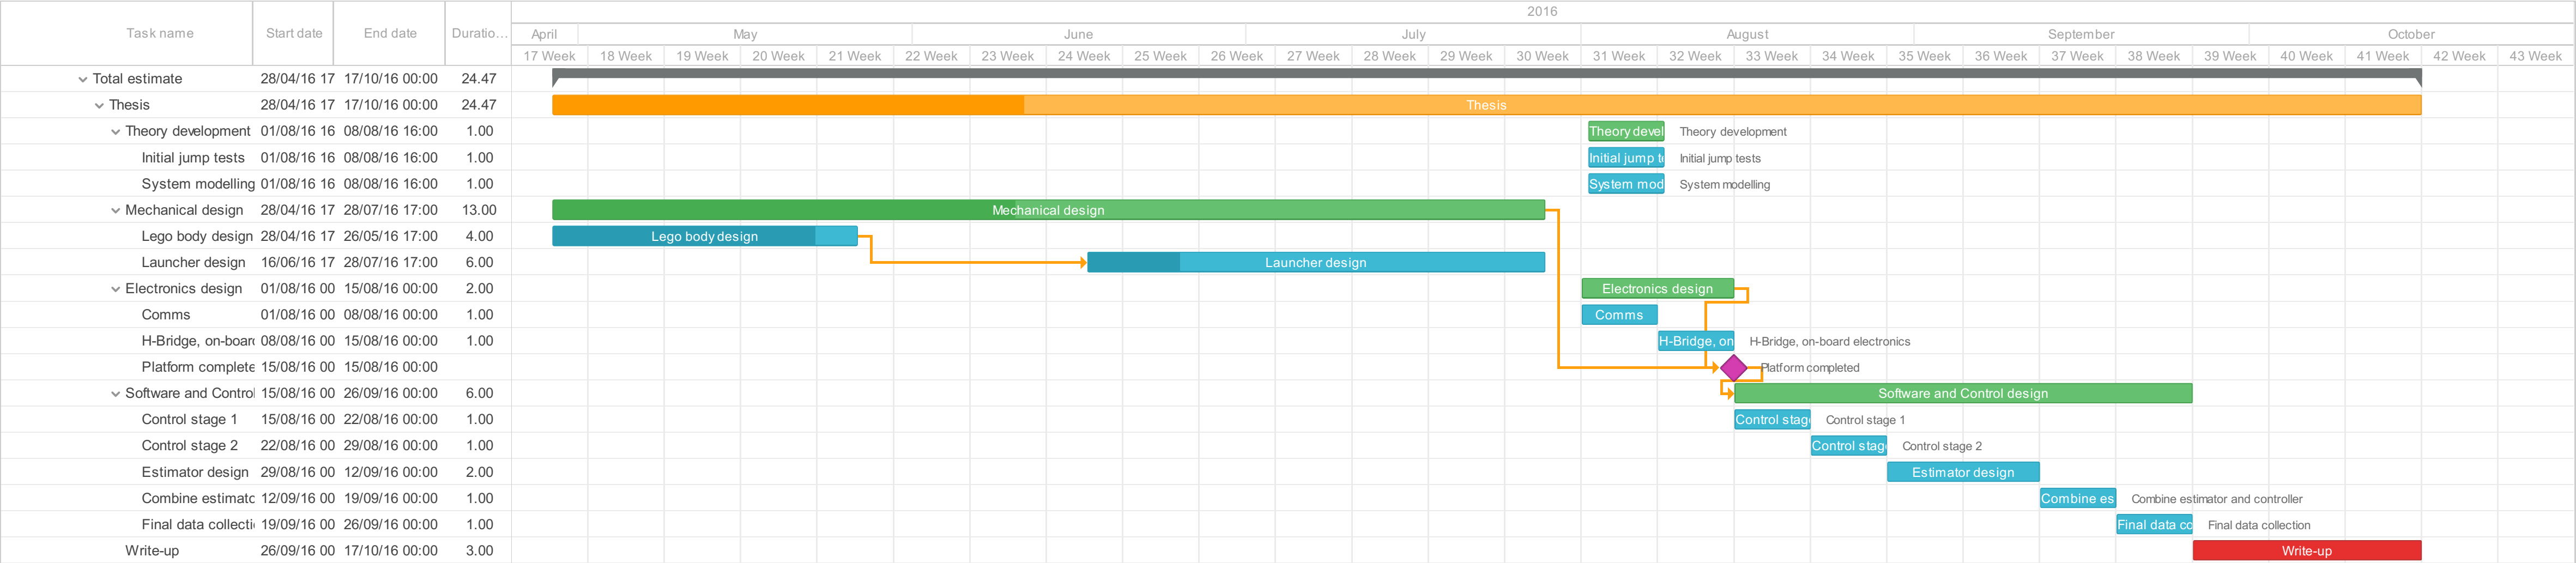 2016
Task name Start date End date Duratio...
April May June July August September October
17 Week 18 Week 19 Week 20 Week 21 Week 22 Week 23 Week 24 Week 25 Week 26 Week 27 Week 28 Week 29 Week 30 Week 31 Week 32 Week 33 Week 34 Week 35 Week 36 Week 37 Week 38 Week 39 Week 40 Week 41 Week 42 Week 43 Week
Total estimate 28/04/16 17 17/10/16 00:00 24.47
Thesis 28/04/16 17 17/10/16 00:00 24.47 Thesis
Theory development 01/08/16 16 08/08/16 16:00 1.00 Theory devel Theory development
Initial jump tests 01/08/16 16 08/08/16 16:00 1.00 Initial jump te Initial jump tests
System modelling 01/08/16 16 08/08/16 16:00 1.00 System mod System modelling
Mechanical design 28/04/16 17 28/07/16 17:00 13.00 Mechanical design
Lego body design 28/04/16 17 26/05/16 17:00 4.00 Lego body design
Launcher design 16/06/16 17 28/07/16 17:00 6.00 Launcher design
Electronics design 01/08/16 00 15/08/16 00:00 2.00 Electronics design
Comms 01/08/16 00 08/08/16 00:00 1.00 Comms
H-Bridge, on-board 08/08/16 00 15/08/16 00:00 1.00 H-Bridge, on H-Bridge, on-board electronics
Platform complete 15/08/16 00 15/08/16 00:00 Platform completed
Software and Control 15/08/16 00 26/09/16 00:00 6.00 Software and Control design
Control stage 1 15/08/16 00 22/08/16 00:00 1.00 Control stag Control stage 1
Control stage 2 22/08/16 00 29/08/16 00:00 1.00 Control stag Control stage 2
Estimator design 29/08/16 00 12/09/16 00:00 2.00 Estimator design
Combine estimato 12/09/16 00 19/09/16 00:00 1.00 Combine es Combine estimator and controller
Final data collecti 19/09/16 00 26/09/16 00:00 1.00 Final data co Final data collection
Write-up 26/09/16 00 17/10/16 00:00 3.00 Write-up